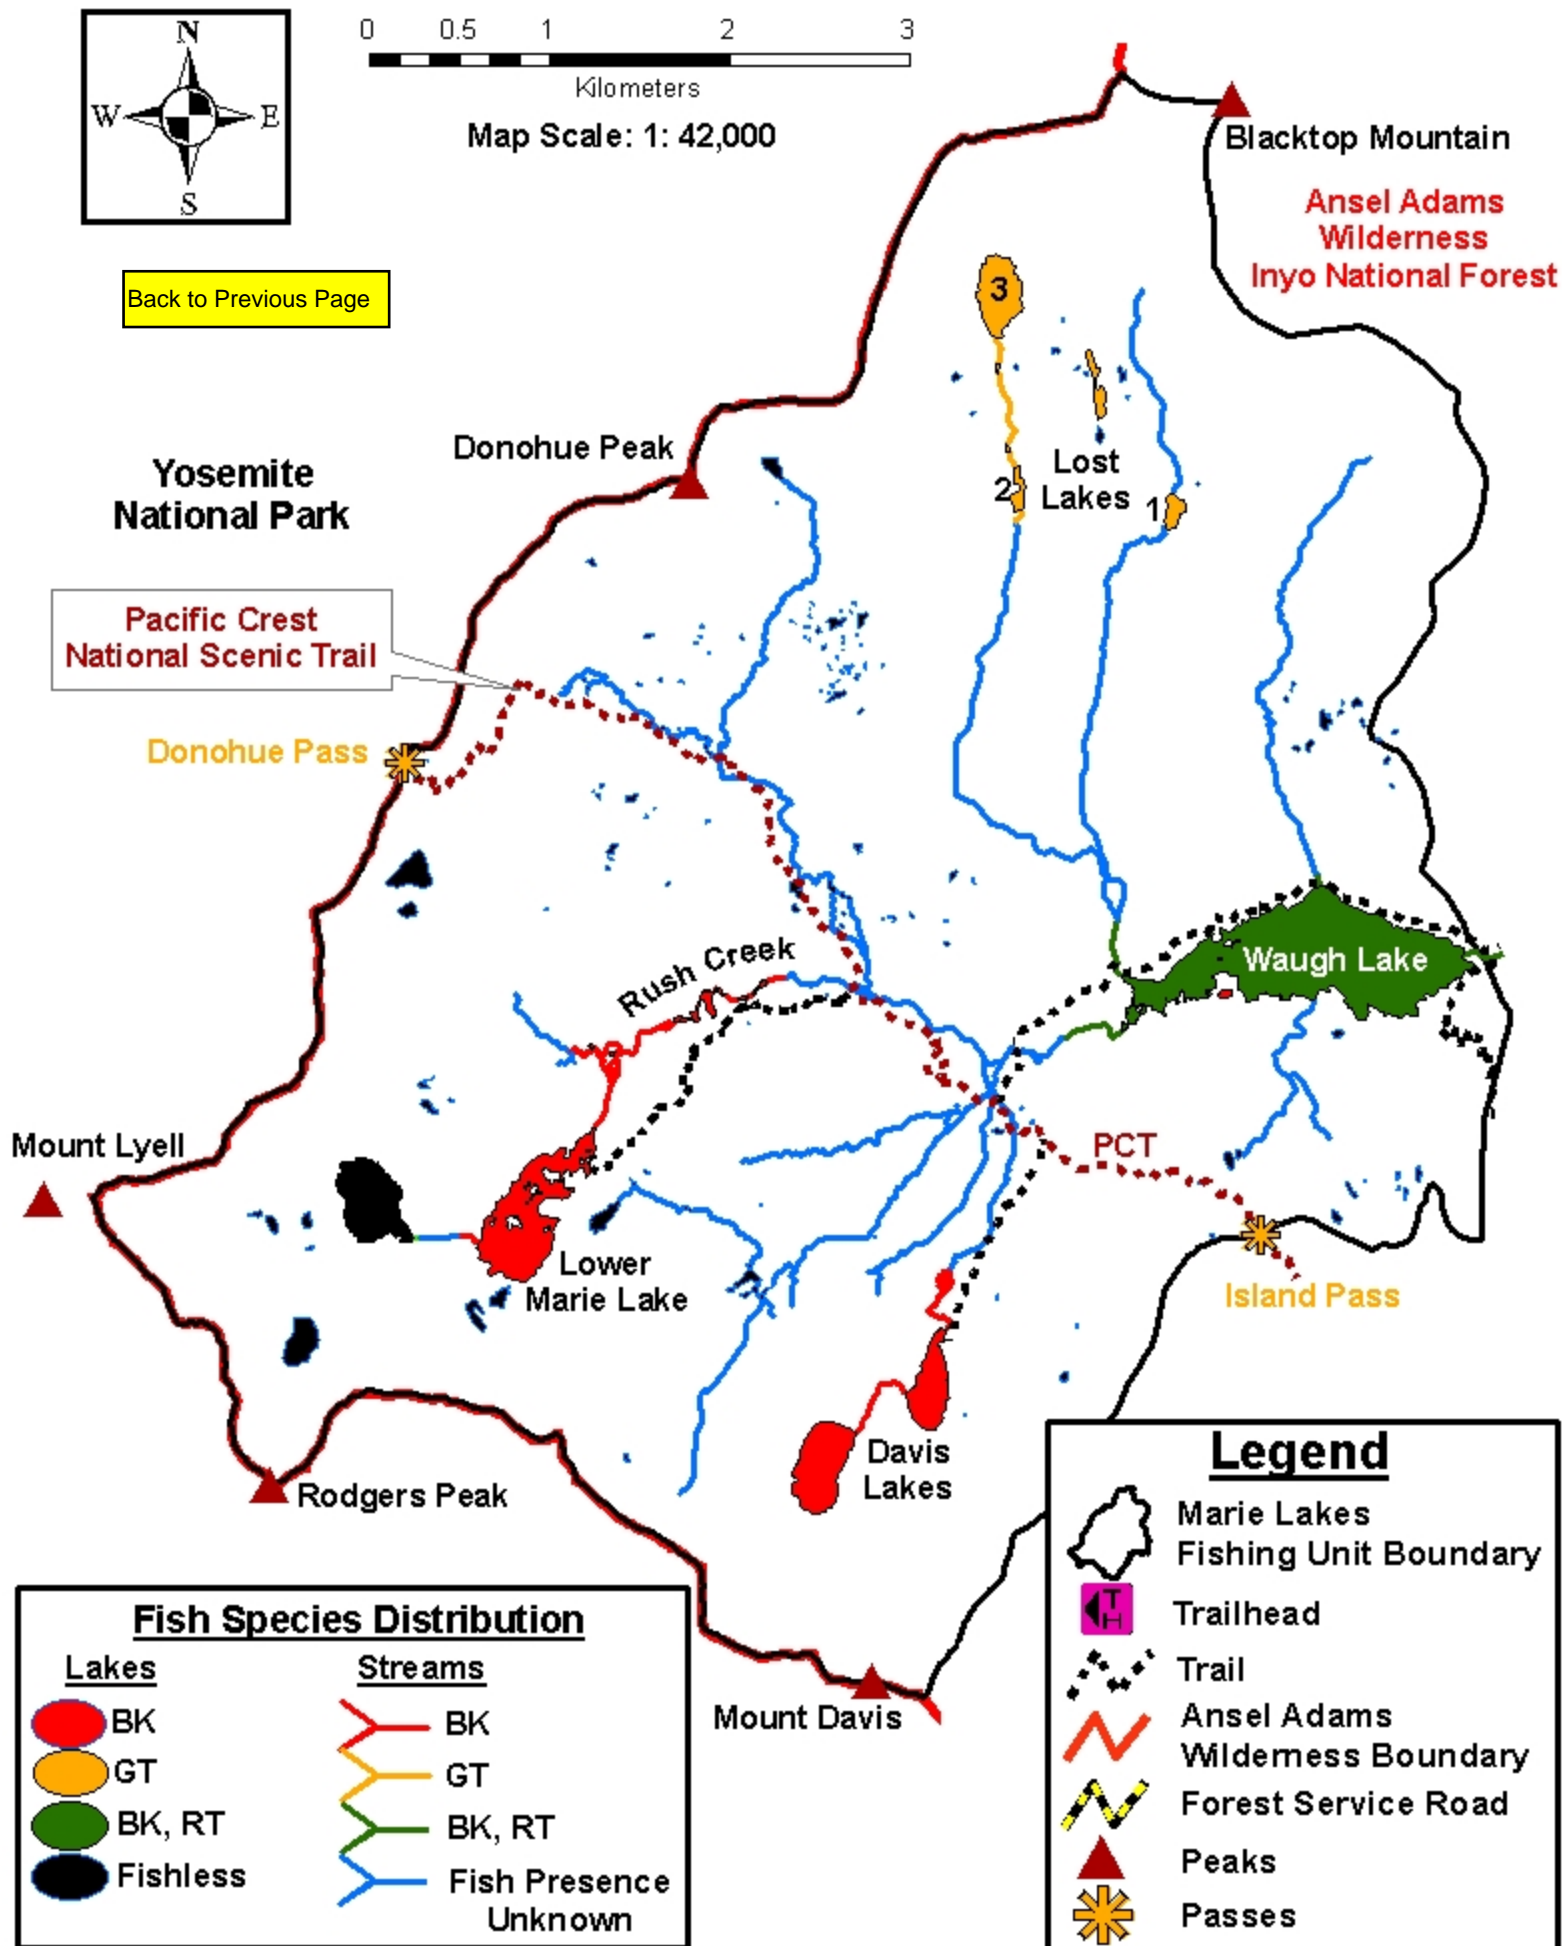 N
W E
S
0 0.5 1 2 3
Kilometers
Map Scale: 1: 42,000
Back to Previous Page
Blacktop Mountain
Ansel Adams
Wilderness
Inyo National Forest
3
Donohue Peak
Yosemite
National Park
Lost
Lakes
2
1
Pacific Crest
National Scenic Trail
Donohue Pass
Rush Creek
Waugh Lake
Mount Lyell
PCT
Lower
Marie Lake
Island Pass
Davis
Lakes
Rodgers Peak
Mount Davis
Fish Species Distribution
Lakes
BK
GT
BK, RT
Fishless
Streams
BK
GT
BK, RT
Fish Presence
Unknown
Legend
Marie Lakes
Fishing Unit Boundary
T
H
Trailhead
Trail
Ansel Adams
Wilderness Boundary
Forest Service Road
Peaks
Passes